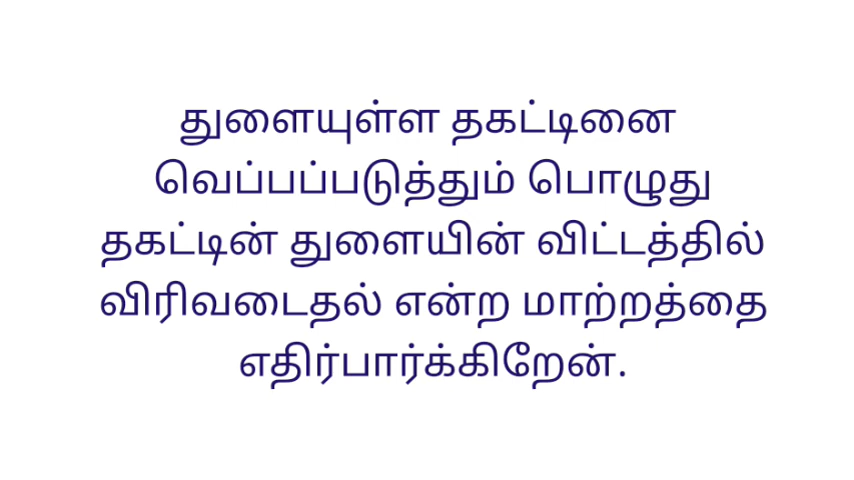 துளையுள்ள தகட்டினை
வெப்பப்படுத்தும் பொழுது
தகட்டின் துளையின் விட்டத்தில்
விரிவடைதல் என்ற மாற்றத்தை
எதிர்பார்க்கிறேன்.